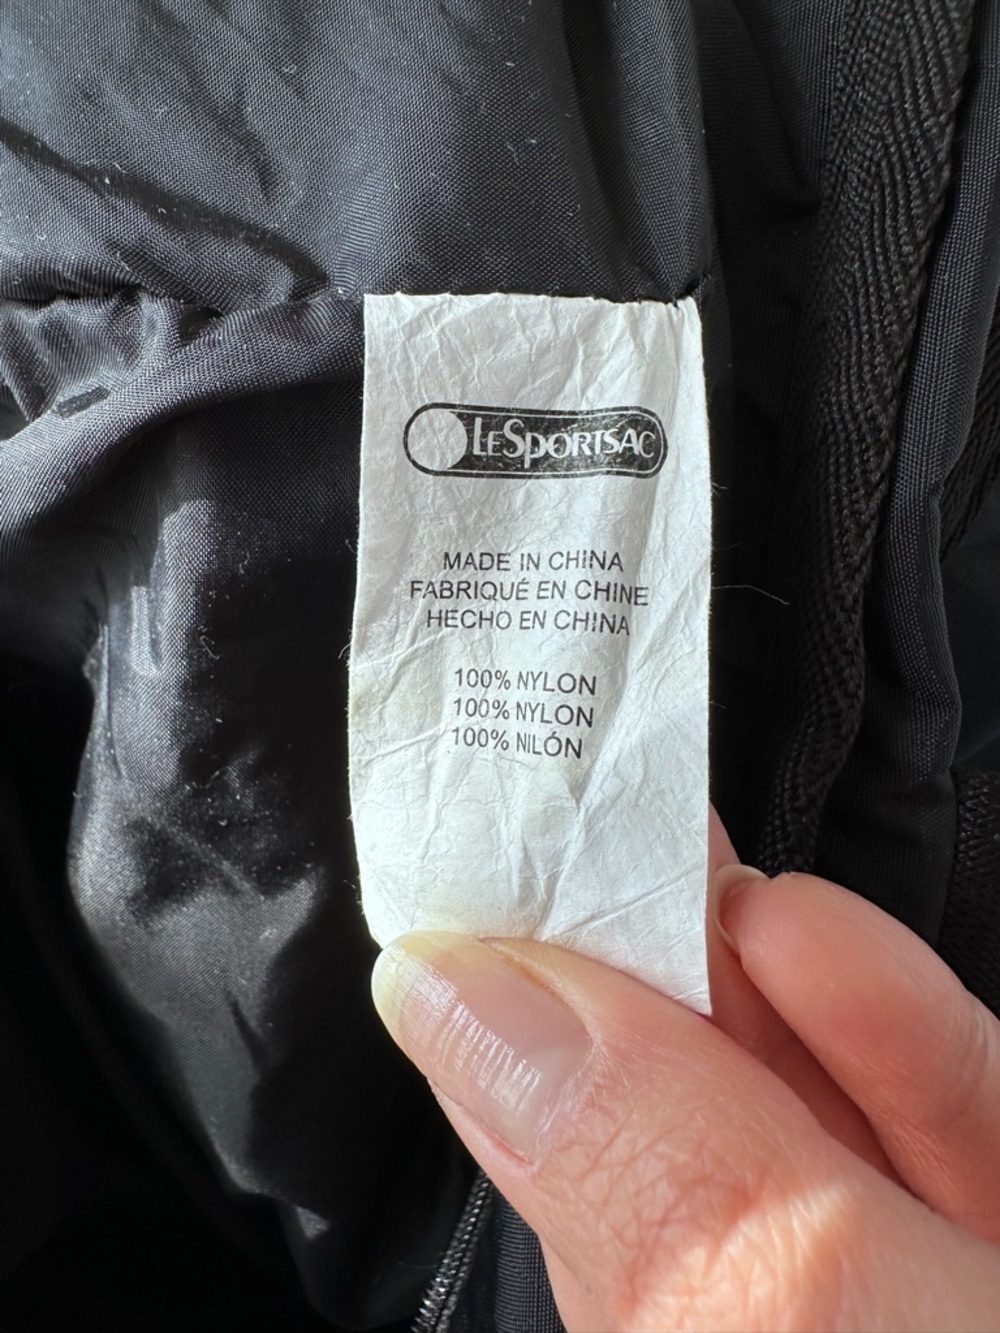 LESPORTSAC
MADE IN CHINA
FABRIQUÉ EN CHINE
HECHO EN CHINA
100% NYLON
100% NYLON
100% NILÓN